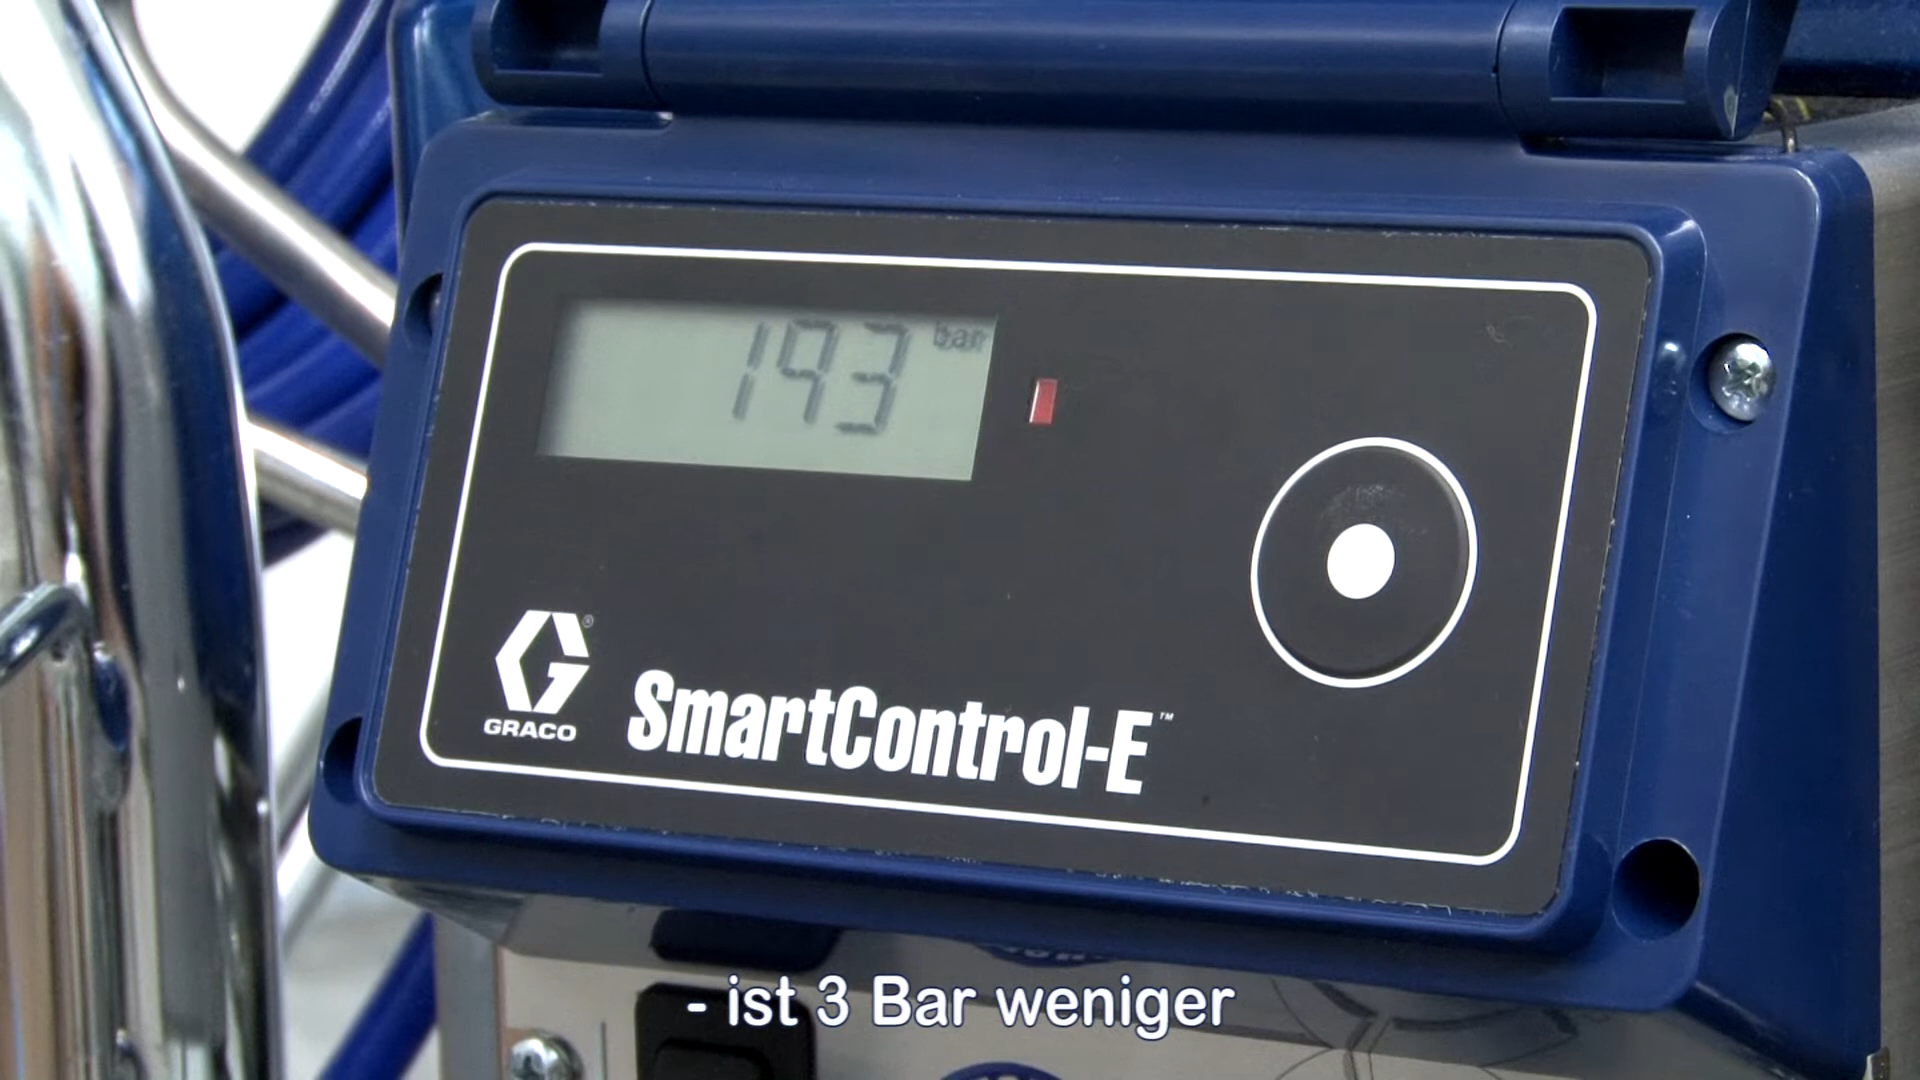 193 bar
®
GRACO
SmartControl-E™
- ist 3 Bar weniger